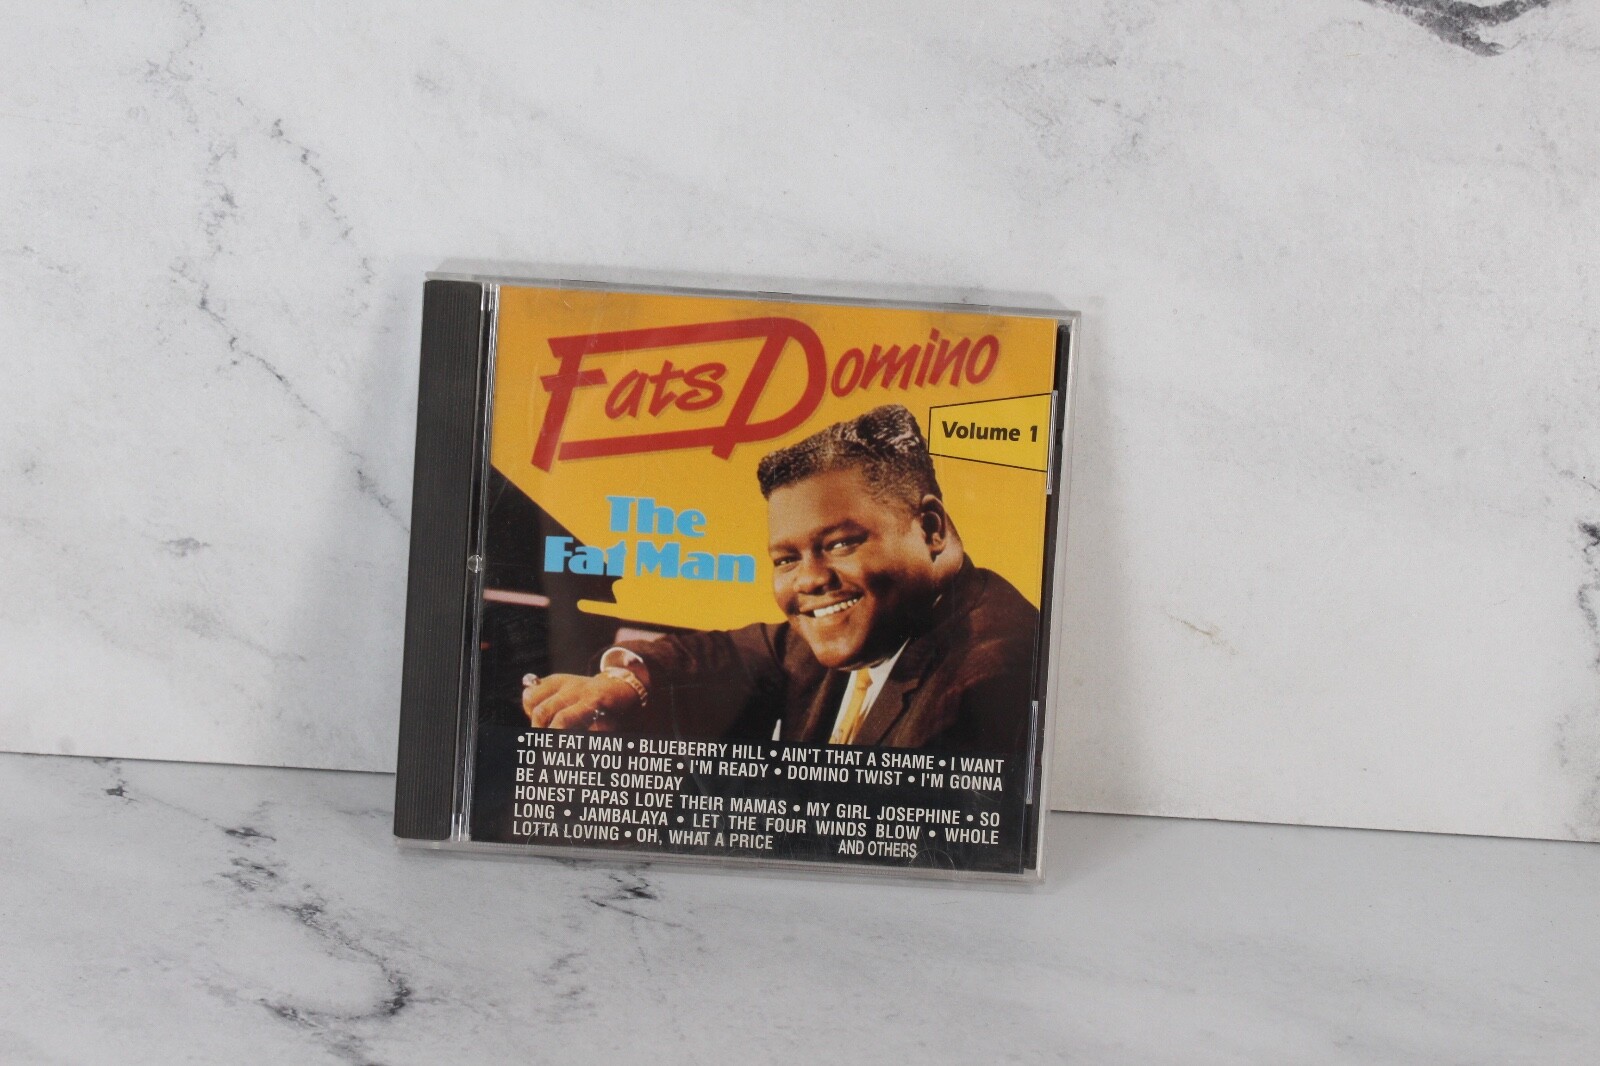 Fats Domino
Volume 1
The
Fat Man
•THE FAT MAN • BLUEBERRY HILL • AIN'T THAT A SHAME • I WANT
TO WALK YOU HOME • I'M READY • DOMINO TWIST • I'M GONNA
BE A WHEEL SOMEDAY
HONEST PAPAS LOVE THEIR MAMAS • MY GIRL JOSEPHINE • SO
LONG • JAMBALAYA • LET THE FOUR WINDS BLOW • WHOLE
LOTTA LOVING • OH, WHAT A PRICE AND OTHERS